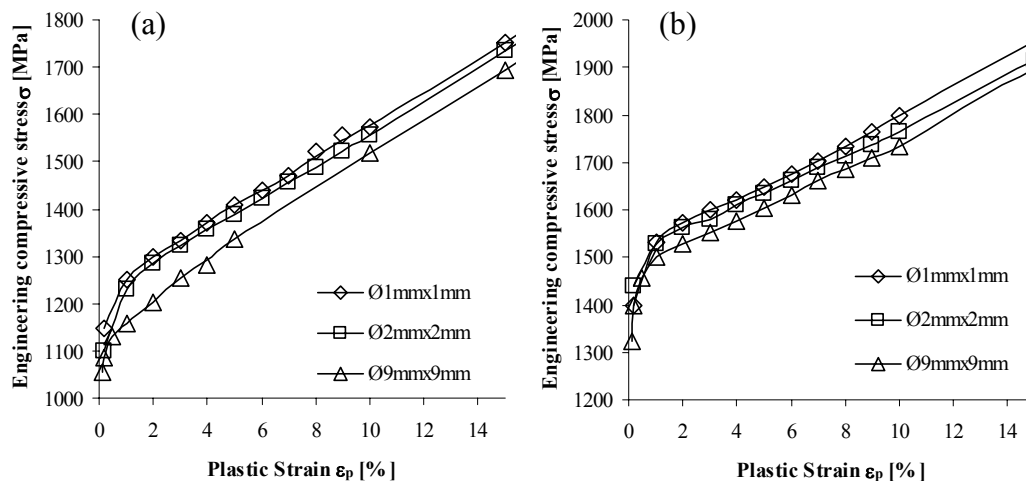 (a)
Engineering compressive stress σ [MPa]
1800
1700
1600
1500
1400
1300
1200
1100
1000
0 2 4 6 8 10 12 14
Plastic Strain εp [%]
Ø1mmx1mm
Ø2mmx2mm
Ø9mmx9mm
(b)
Engineering compressive stress σ [MPa]
2000
1900
1800
1700
1600
1500
1400
1300
1200
0 2 4 6 8 10 12 14
Plastic Strain εp [%]
Ø1mmx1mm
Ø2mmx2mm
Ø9mmx9mm